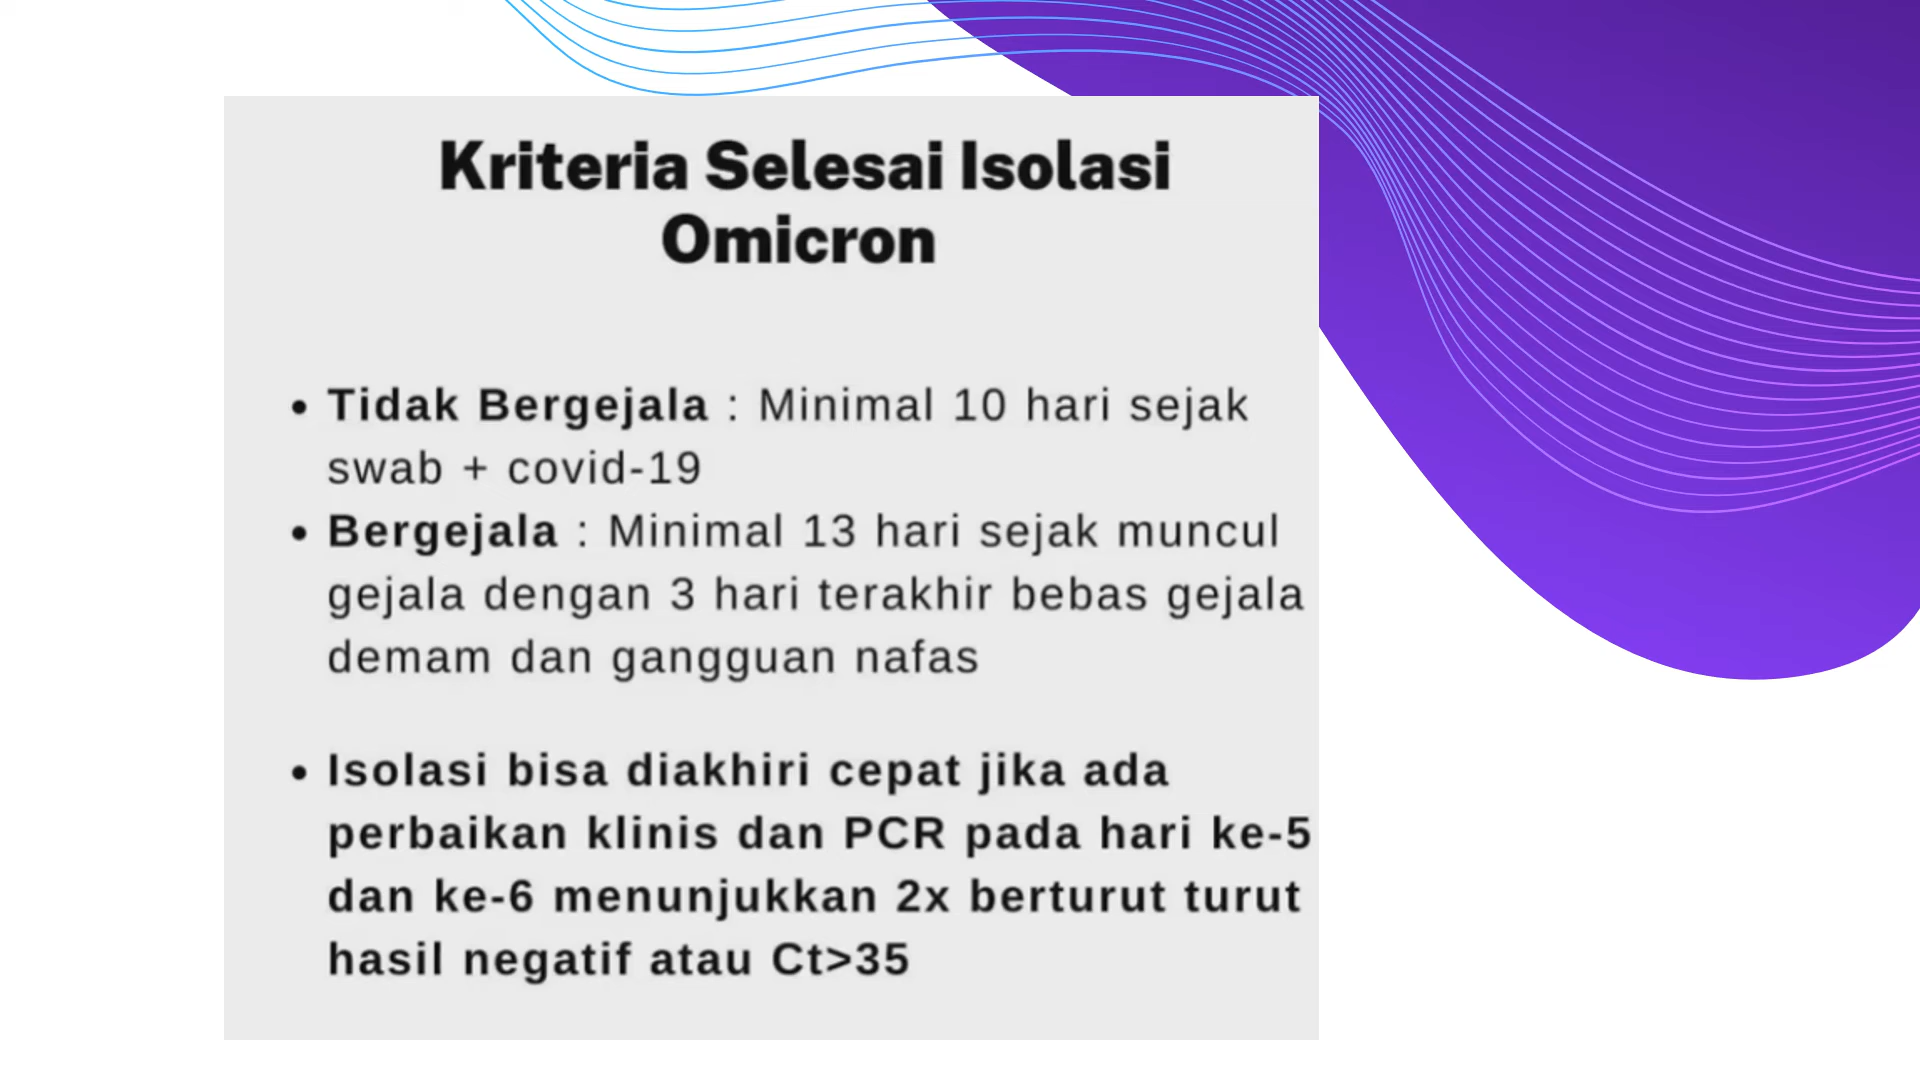 Kriteria Selesai Isolasi
Omicron
• Tidak Bergejala : Minimal 10 hari sejak
swab + covid-19
• Bergejala : Minimal 13 hari sejak muncul
gejala dengan 3 hari terakhir bebas gejala
demam dan gangguan nafas
• Isolasi bisa diakhiri cepat jika ada
perbaikan klinis dan PCR pada hari ke-5
dan ke-6 menunjukkan 2x berturut turut
hasil negatif atau Ct>35